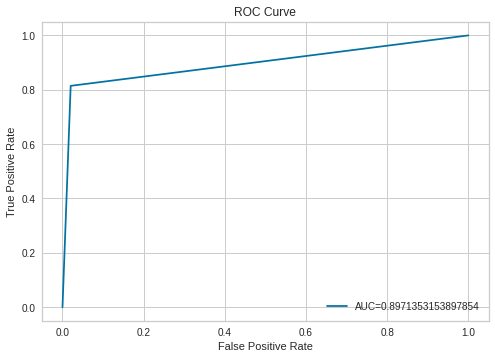 ROC Curve
True Positive Rate
1.0
0.8
0.6
0.4
0.2
0.0
AUC=0.8971353153897854
0.0 0.2 0.4 0.6 0.8 1.0
False Positive Rate